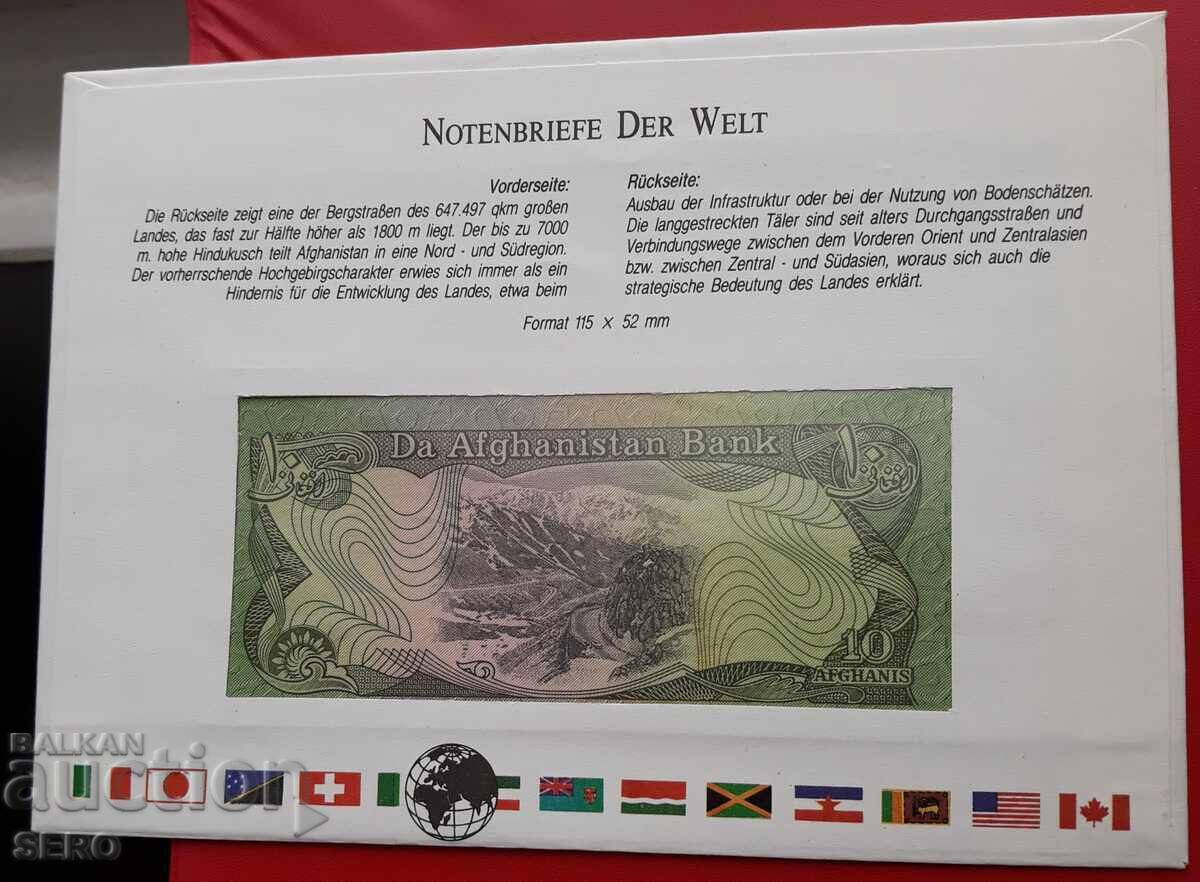 NOTENBRIEFE DER WELT
Vorderseite:
Die Rückseite zeigt eine der Bergstraßen des 647.497 qkm großen
Landes, das fast zur Hälfte höher als 1800 m liegt. Der bis zu 7000
m. hohe Hindukusch teilt Afghanistan in eine Nord - und Südregion.
Der vorherrschende Hochgebirgscharakter erwies sich immer als ein
Hindernis für die Entwicklung des Landes, etwa beim
Rückseite:
Ausbau der Infrastruktur oder bei der Nutzung von Bodenschätzen.
Die langgestreckten Täler sind seit alters Durchgangsstraßen und
Verbindungswege zwischen dem Vorderen Orient und Zentralasien
bzw. zwischen Zentral - und Südasien, woraus sich auch die
strategische Bedeutung des Landes erklärt.
Format 115 × 52 mm
Da Afghanistan Bank
١٠
افغانۍ
١٠
افغانۍ
10
AFGHANIS
BALKAN
auction
SERO